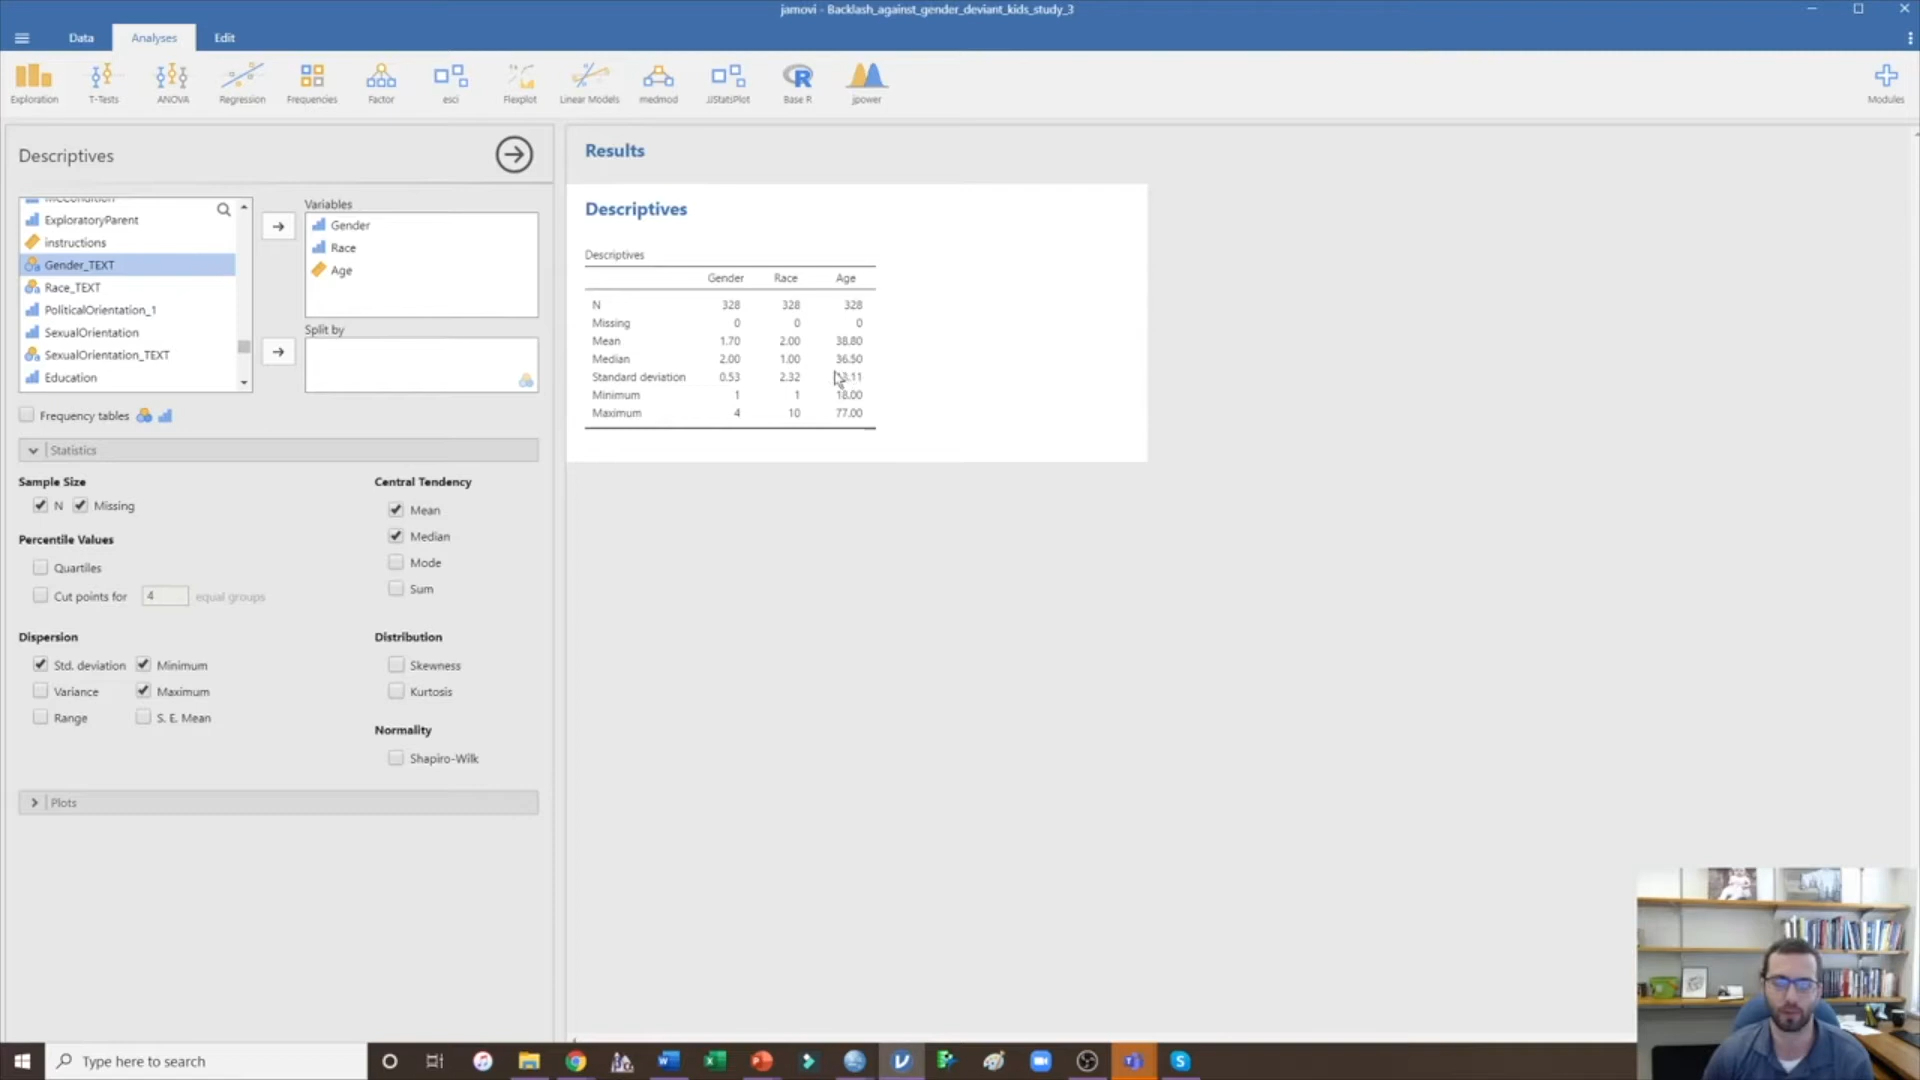 jamovi - Backlash_against_gender_deviant_kids_study_3
Data Analyses Edit
Exploration T-Tests ANOVA Regression Frequencies Factor esci Flexplot Linear Models medmod JJStatsPlot Base R jpower Modules
Descriptives
ExploratoryParent
instructions
Gender_TEXT
Race_TEXT
PoliticalOrientation_1
SexualOrientation
SexualOrientation_TEXT
Education
Variables
Gender
Race
Age
Split by
Frequency tables
Statistics
Sample Size
N Missing
Percentile Values
Quartiles
Cut points for 4 equal groups
Dispersion
Std. deviation Minimum
Variance Maximum
Range S. E. Mean
Central Tendency
Mean
Median
Mode
Sum
Distribution
Skewness
Kurtosis
Normality
Shapiro-Wilk
Plots
Results
Descriptives
Descriptives
Gender Race Age
N 328 328 328
Missing 0 0 0
Mean 1.70 2.00 38.80
Median 2.00 1.00 36.50
Standard deviation 0.53 2.32
Minimum 1 1 18.00
Maximum 4 10 77.00
Type here to search